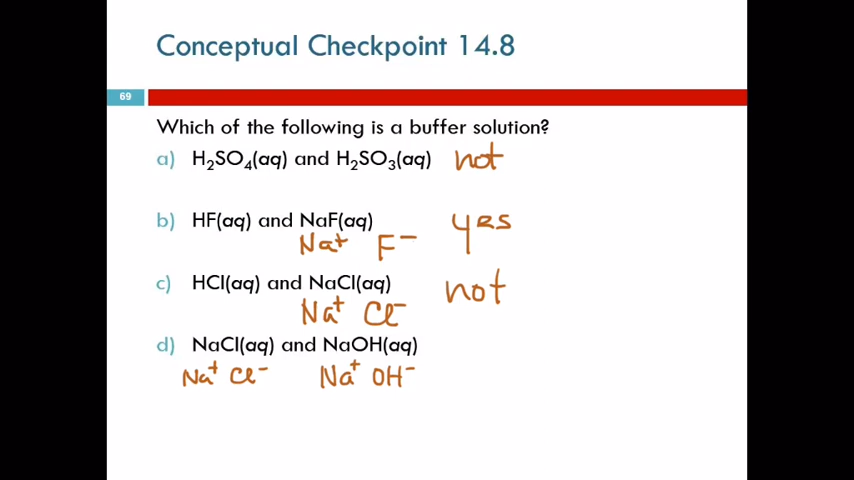 Conceptual Checkpoint 14.8
69
Which of the following is a buffer solution?
a) H₂SO₄(aq) and H₂SO₃(aq) not
b) HF(aq) and NaF(aq) yes
Na⁺ F⁻
c) HCl(aq) and NaCl(aq) not
Na⁺ Cl⁻
d) NaCl(aq) and NaOH(aq)
Na⁺ Cl⁻ Na⁺ OH⁻